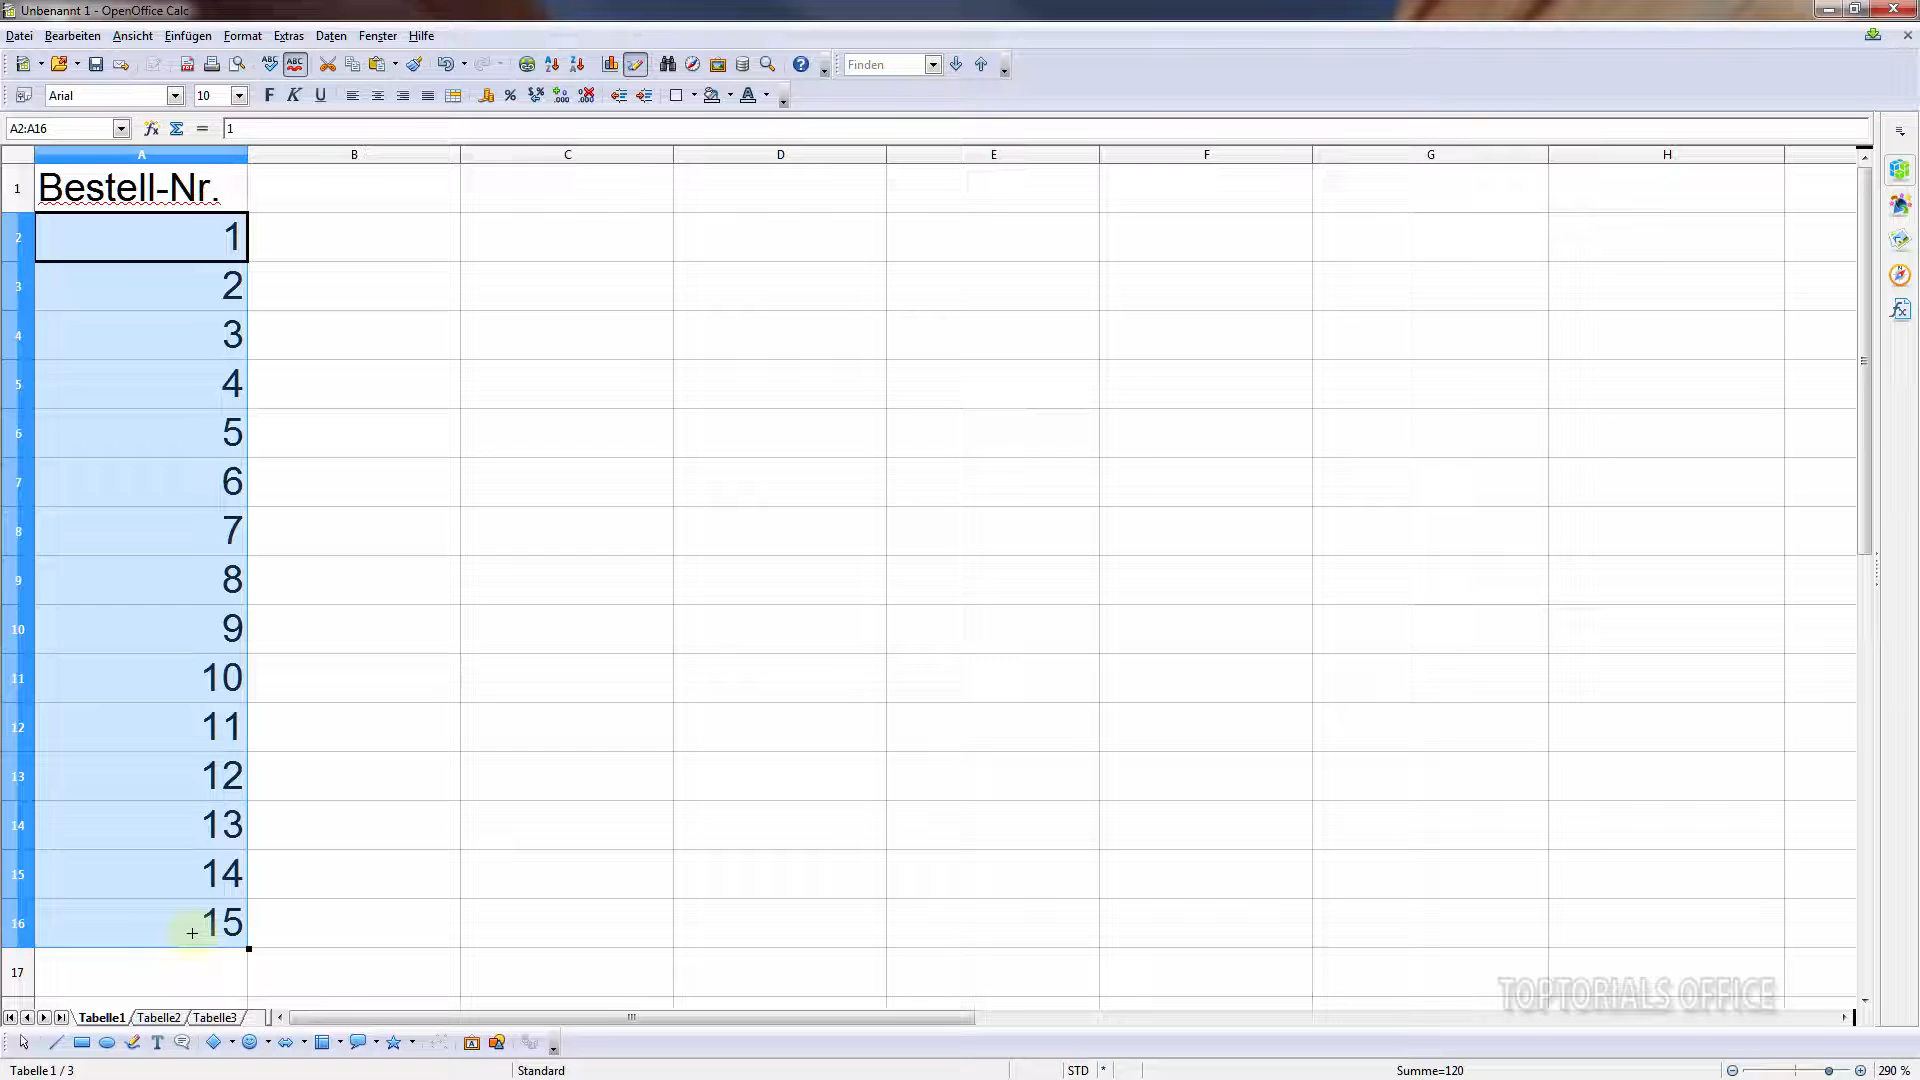 Unbenannt 1 - OpenOffice Calc
Datei Bearbeiten Ansicht Einfügen Format Extras Daten Fenster Hilfe
Finden
Arial 10 F K U
A2:A16 1
A B C D E F G H
1 Bestell-Nr.
2 1
3 2
4 3
5 4
6 5
7 6
8 7
9 8
10 9
11 10
12 11
13 12
14 13
15 14
16 15
17
TOPTORIALS OFFICE
Tabelle1 Tabelle2 Tabelle3
Tabelle 1 / 3 Standard STD * Summe=120 290 %